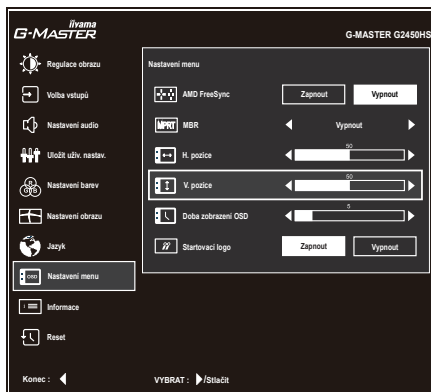 iiyama
G-MASTER
G-MASTER G2450HS
Regulace obrazu
Volba vstupů
Nastavení audio
Uložit uživ. nastav.
R
G B
Nastavení barev
Nastavení obrazu
Jazyk
OSD
Nastavení menu
Informace
Reset
Nastavení menu
AMD FreeSync
Zapnout
Vypnout
MPRT
MBR
Vypnout
H. pozice
50
V. pozice
50
Doba zobrazení OSD
5
Startovací logo
Zapnout
Vypnout
Konec :
VYBRAT : /Stlačit